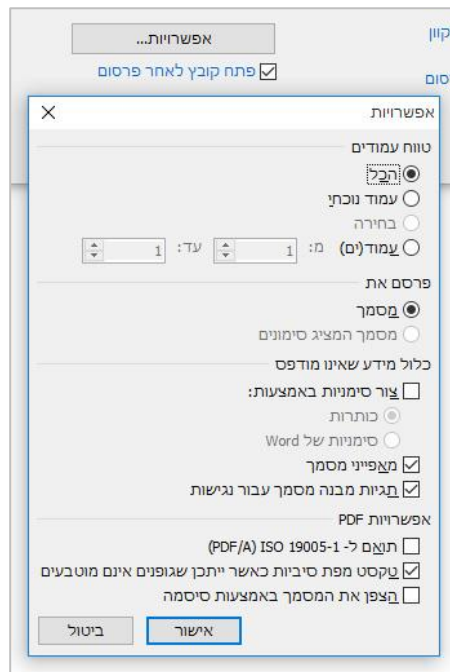 קוון
אפשרויות...
פתח קובץ לאחר פרסום
סום
אפשרויות
טווח עמודים
הכל
עמוד נוכחי
בחירה
עמוד(ים) מ: 1 עד: 1
פרסם את
מסמך
מסמך המציג סימונים
כלול מידע שאינו מודפס
צור סימניות באמצעות:
כותרות
סימניות של Word
מאפייני מסמך
תגיות מבנה מסמך עבור נגישות
אפשרויות PDF
תואם ל- ISO 19005-1 (PDF/A)
טקסט מפת סיביות כאשר ייתכן שגופנים אינם מוטבעים
הצפן את המסמך באמצעות סיסמה
אישור ביטול